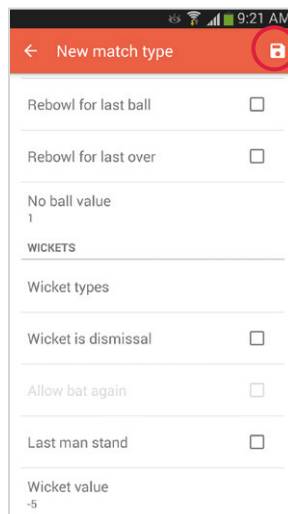 9:21 AM
New match type
Rebowl for last ball
Rebowl for last over
No ball value
1
WICKETS
Wicket types
Wicket is dismissal
Allow bat again
Last man stand
Wicket value
-5